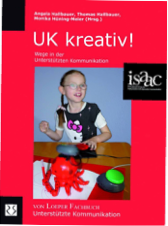 Angela Hallbauer, Thomas Hallbauer,
Monika Hüning-Meier (Hrsg.)
UK kreativ!
Wege in der
Unterstützten Kommunikation
isaac
VON LOEPER FACHBUCH
Unterstützte Kommunikation